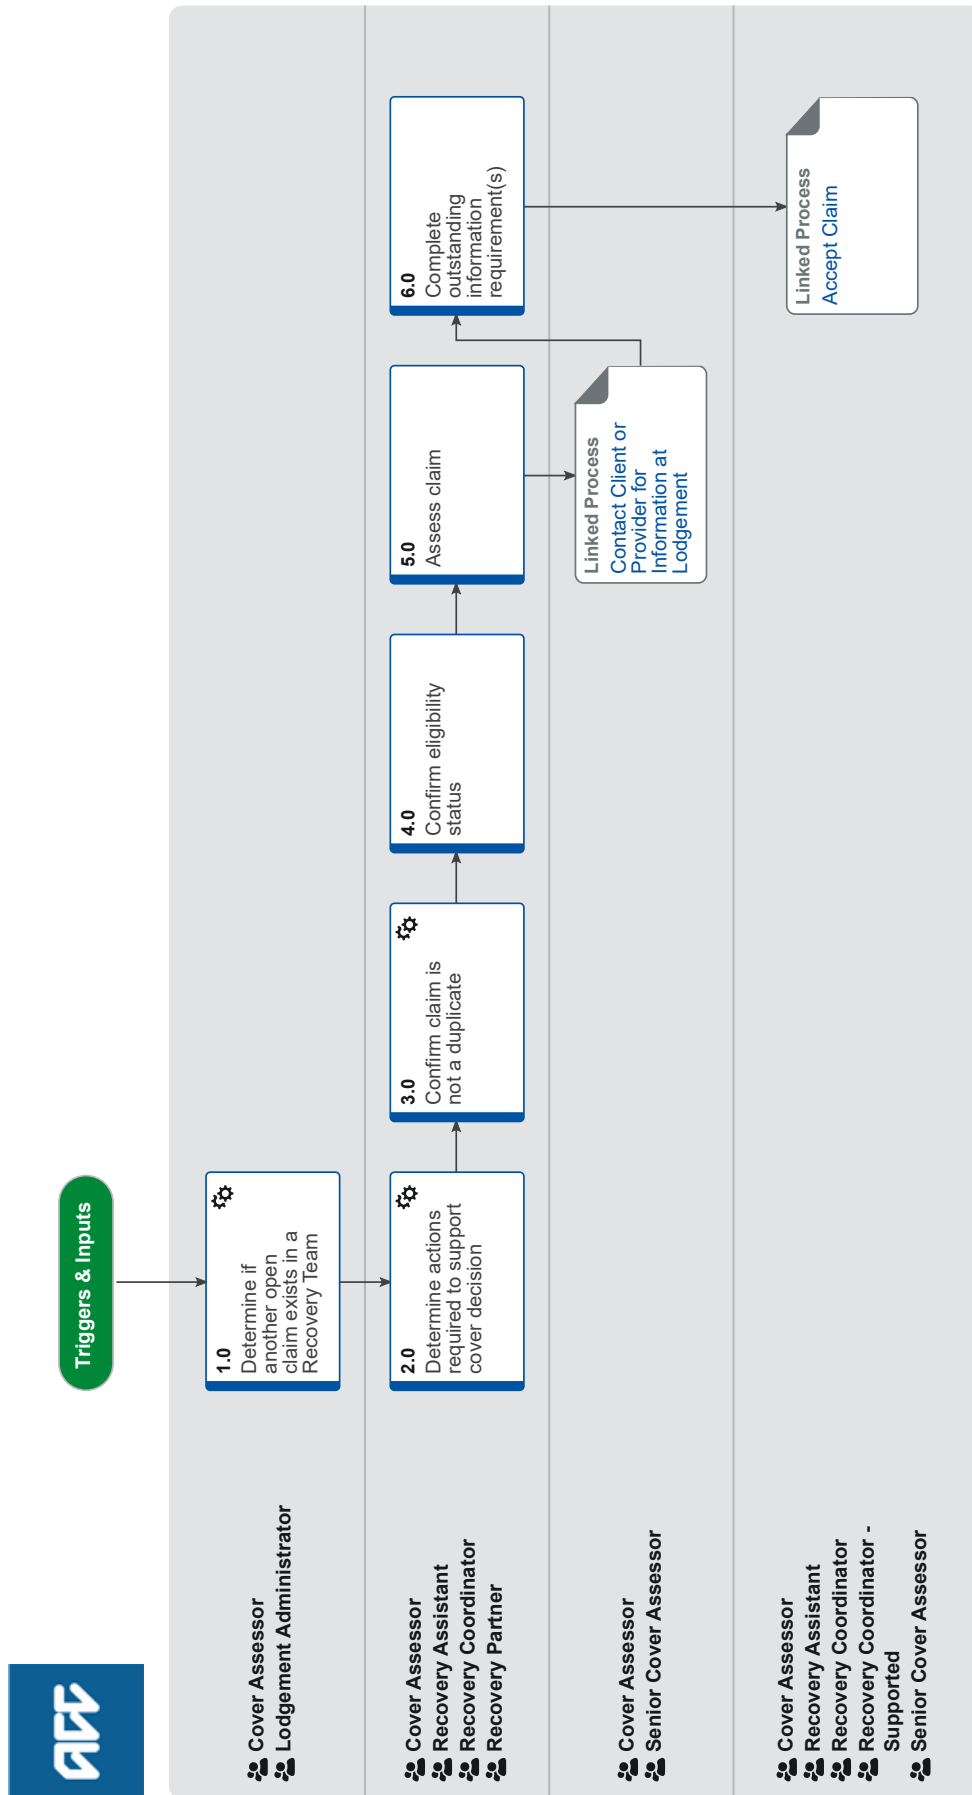 ACC
Triggers & Inputs
Cover Assessor
Lodgement Administrator
1.0
Determine if
another open
claim exists in a
Recovery Team
Cover Assessor
Recovery Assistant
Recovery Coordinator
Recovery Partner
2.0
Determine actions
required to support
cover decision
3.0
Confirm claim is
not a duplicate
4.0
Confirm eligibility
status
5.0
Assess claim
6.0
Complete
outstanding
information
requirement(s)
Cover Assessor
Senior Cover Assessor
Linked Process
Contact Client or
Provider for
Information at
Lodgement
Cover Assessor
Recovery Assistant
Recovery Coordinator
Recovery Coordinator -
Supported
Senior Cover Assessor
Linked Process
Accept Claim